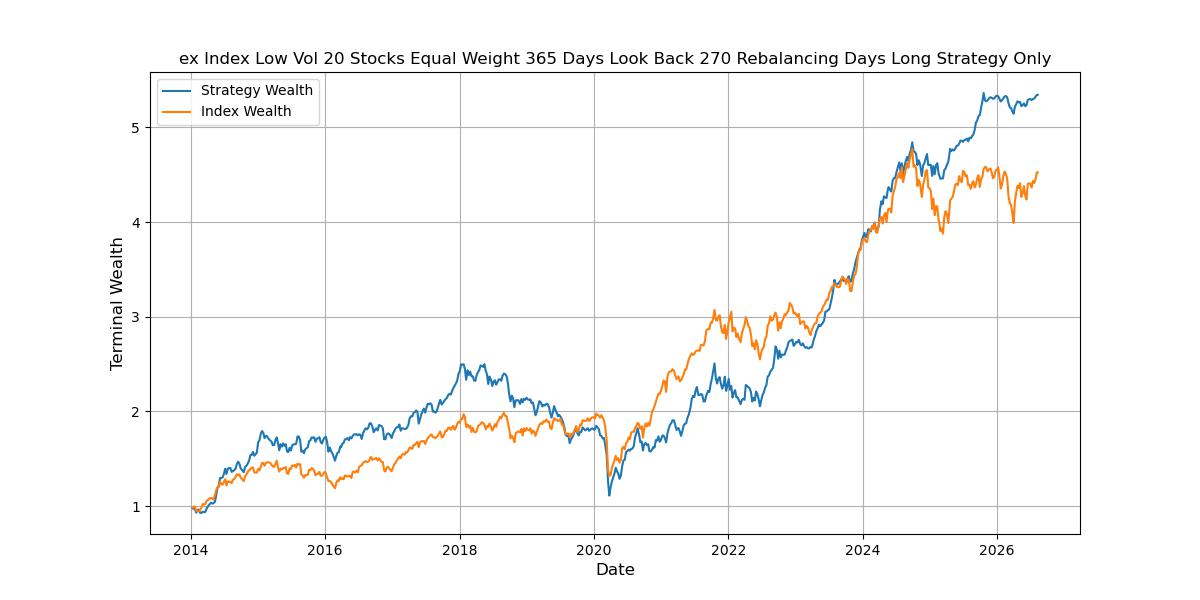 ex Index Low Vol 20 Stocks Equal Weight 365 Days Look Back 270 Rebalancing Days Long Strategy Only
Strategy Wealth
Index Wealth
Terminal Wealth
5
4
3
2
1
2014 2016 2018 2020 2022 2024 2026
Date